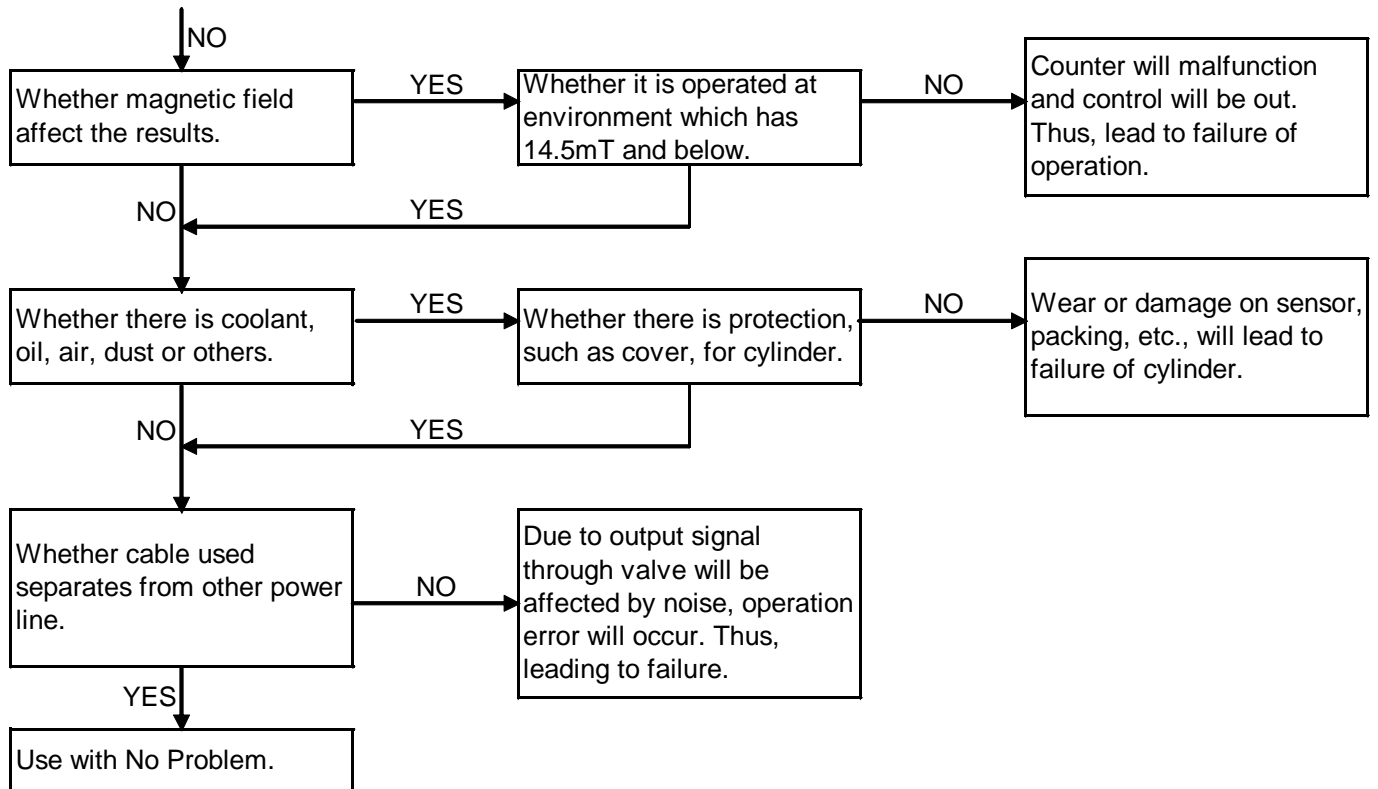 NO
Whether magnetic field
affect the results.
YES
Whether it is operated at
environment which has
14.5mT and below.
NO
Counter will malfunction
and control will be out.
Thus, lead to failure of
operation.
NO
YES
Whether there is coolant,
oil, air, dust or others.
YES
Whether there is protection,
such as cover, for cylinder.
NO
Wear or damage on sensor,
packing, etc., will lead to
failure of cylinder.
NO
YES
Whether cable used
separates from other power
line.
NO
Due to output signal
through valve will be
affected by noise, operation
error will occur. Thus,
leading to failure.
YES
Use with No Problem.